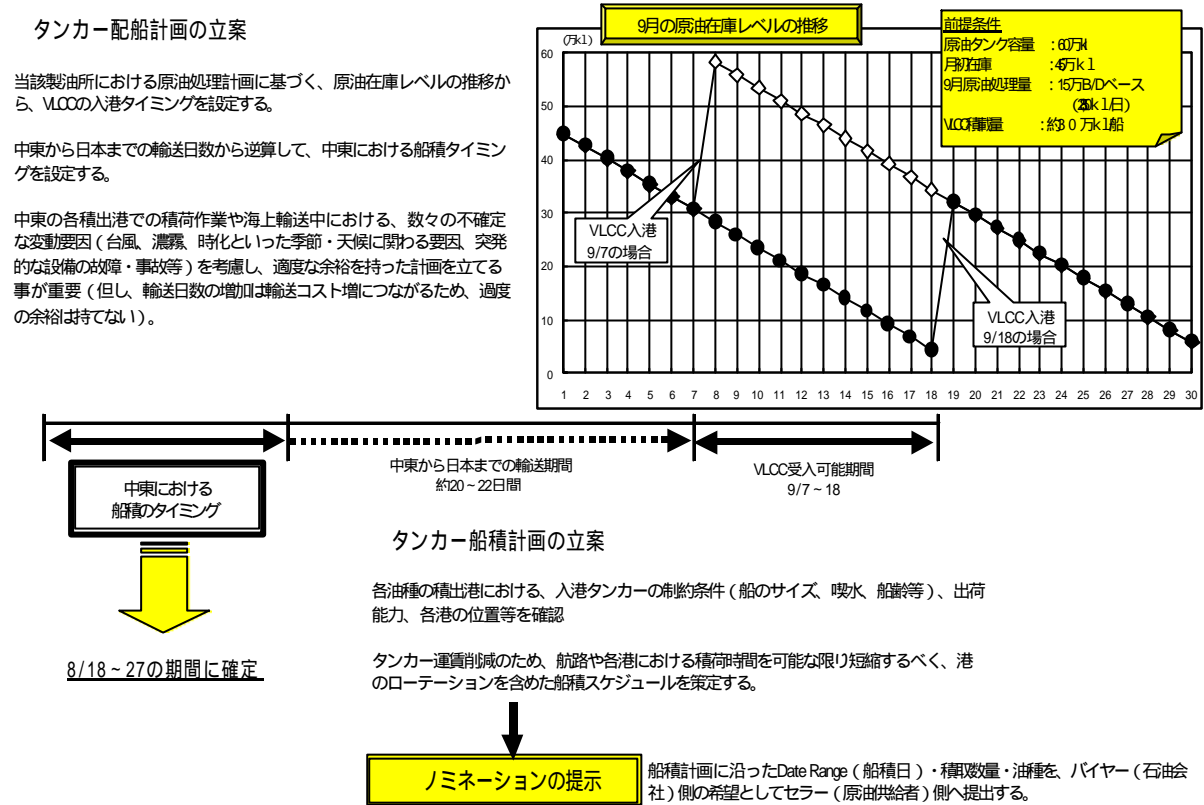 タンカー配船計画の立案
当該製油所における原油処理計画に基づく、原油在庫レベルの推移か
ら、VLCCの入港タイミングを設定する。
中東から日本までの輸送日数から逆算して、中東における船積タイミン
グを設定する。
中東の各積出港での積荷作業や海上輸送中における、数々の不確定
な変動要因（台風、濃霧、時化といった季節・天候に関わる要因、突発
的な設備の故障・事故等）を考慮し、適度な余裕を持った計画を立てる
事が重要（但し、輸送日数の増加は輸送コスト増につながるため、過度
の余裕は持てない）。
9月の原油在庫レベルの推移
(万kl)
60
50
40
30
20
10
0
1 2 3 4 5 6 7 8 9 10 11 12 13 14 15 16 17 18 19 20 21 22 23 24 25 26 27 28 29 30
VLCC入港
9/7の場合
VLCC入港
9/18の場合
前提条件
原油タンク容量 ：60万kl
月初在庫 ：45万ｋｌ
9月原油処理量 ：15万B/Dベース
ｋｌ/日)
VLCC積載量 ：約３０万ｋｌ/船
中東から日本までの輸送期間
約20～22日間
VLCC受入可能期間
9/7～18
中東における
船積のタイミング
8/18～27の期間に確定
タンカー船積計画の立案
各油種の積出港における、入港タンカーの制約条件（船のサイズ、喫水、船齢等）、出荷
能力、各港の位置等を確認
タンカー運賃削減のため、航路や各港における積荷時間を可能な限り短縮するべく、港
のローテーションを含めた船積スケジュールを策定する。
ノミネーションの提示
船積計画に沿ったDate Range（船積日）・積取数量・油種を、バイヤー（石油会
社）側の希望としてセラー（原油供給者）側へ提出する。